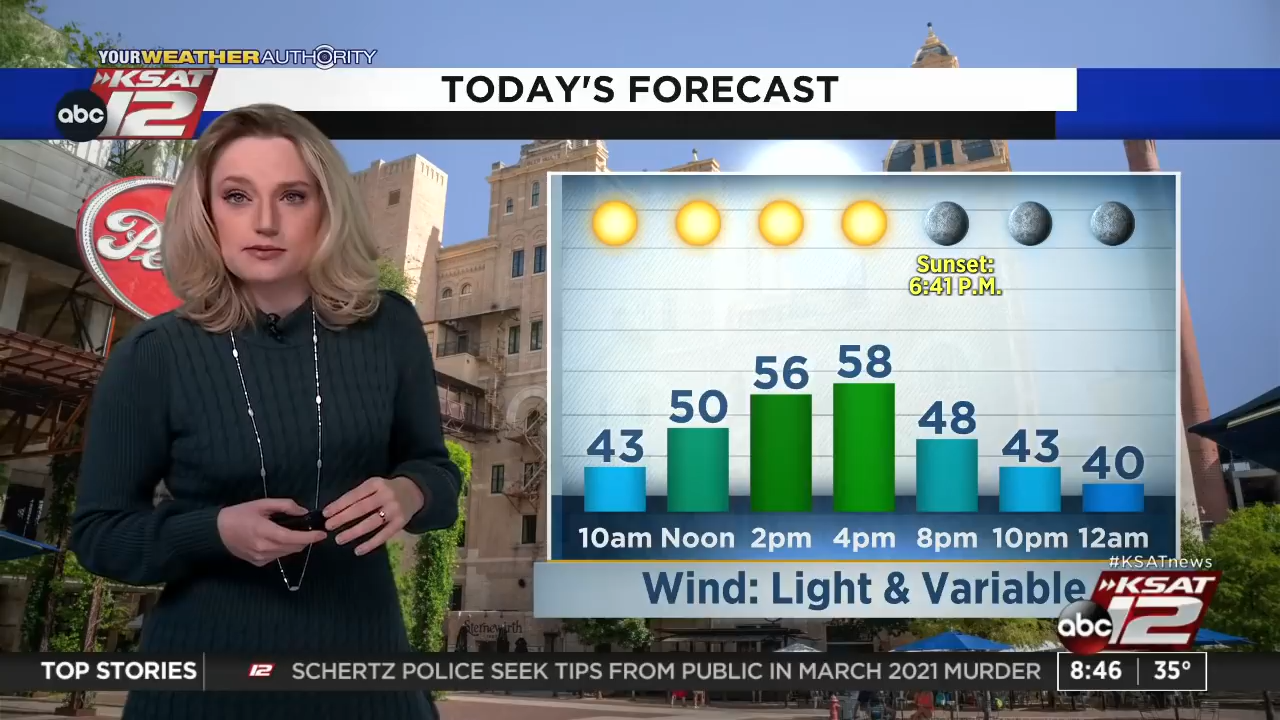 YOURWEATHERAUTHORITY
KSAT
abc 12
TODAY'S FORECAST
Sunset:
6:41 P.M.
43 50 56 58 48 43 40
10am Noon 2pm 4pm 8pm 10pm 12am
#KSATnews
Wind: Light & Variable
KSAT
abc 12
TOP STORIES 12 SCHERTZ POLICE SEEK TIPS FROM PUBLIC IN MARCH 2021 MURDER 8:46 35°